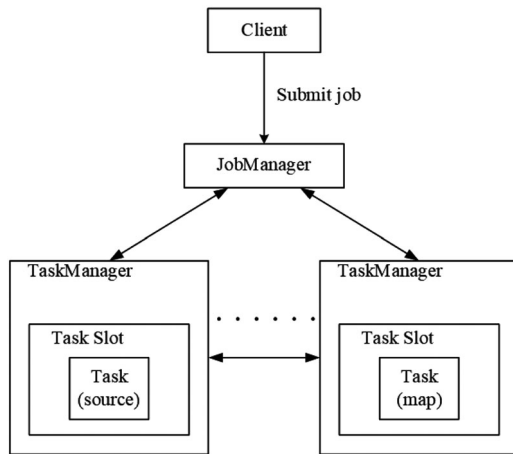 Client
Submit job
JobManager
TaskManager
TaskManager
Task Slot
Task Slot
Task
(source)
Task
(map)